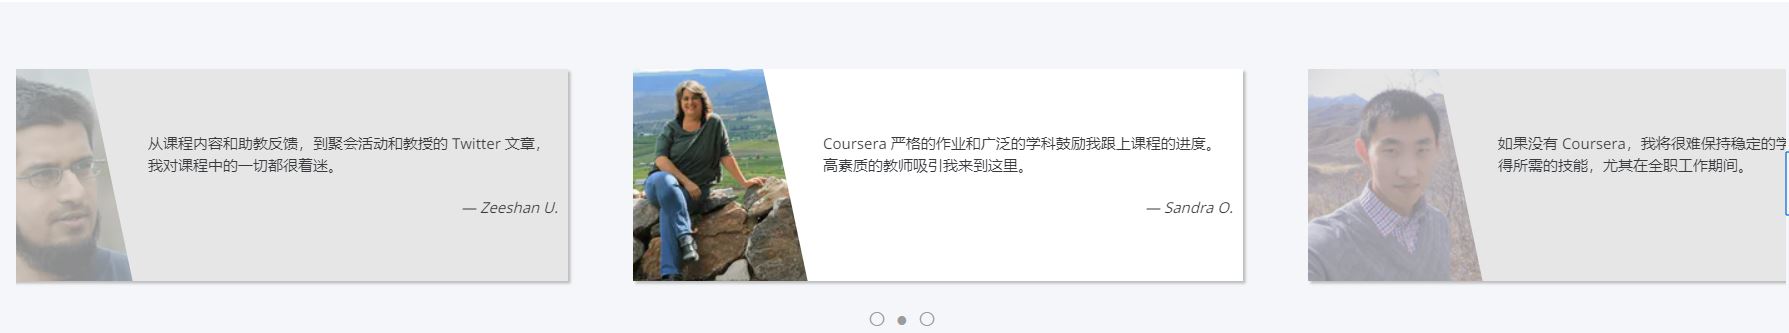 从课程内容和助教反馈，到聚会活动和教授的 Twitter 文章，
我对课程中的一切都很着迷。
— Zeeshan U.
Coursera 严格的作业和广泛的学科鼓励我跟上课程的进度。
高素质的教师吸引我来到这里。
— Sandra O.
如果没有 Coursera，我将很难保持稳定的
得所需的技能，尤其在全职工作期间。